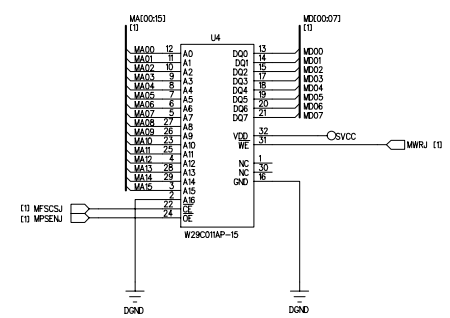 MA[00:15]
[1]
MD[00:07]
[1]
U4
MA00 12 A0
MA01 11 A1
MA02 10 A2
MA03 9 A3
MA04 8 A4
MA05 7 A5
MA06 6 A6
MA07 5 A7
MA08 27 A8
MA09 26 A9
MA10 23 A10
MA11 25 A11
MA12 4 A12
MA13 28 A13
MA14 29 A14
MA15 3 A15
2 A16
[1] MFSCSJ 22 CE
[1] MPSENJ 24 OE
DQ0 13 MD00
DQ1 14 MD01
DQ2 15 MD02
DQ3 17 MD03
DQ4 18 MD04
DQ5 19 MD05
DQ6 20 MD06
DQ7 21 MD07
VDD 32 SVCC
WE 31 MWRJ [1]
NC 1
NC 30
GND 16
W29C011AP-15
DGND
DGND